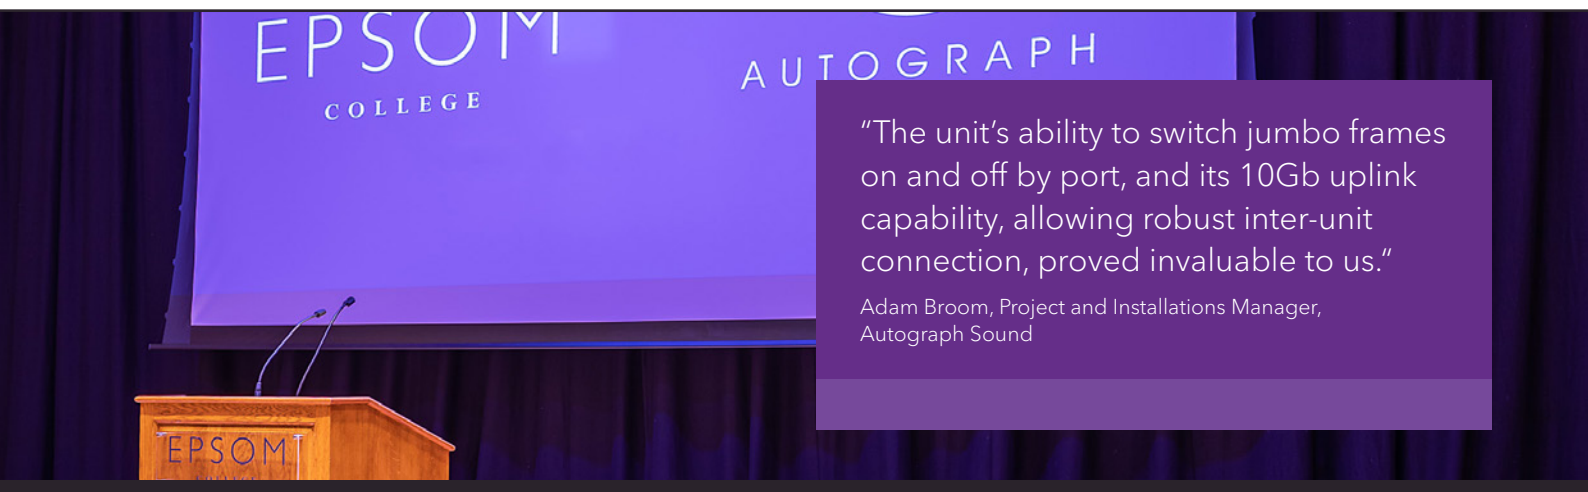 EPSOM
COLLEGE
AUTOGRAPH
“The unit’s ability to switch jumbo frames
on and off by port, and its 10Gb uplink
capability, allowing robust inter-unit
connection, proved invaluable to us.”
Adam Broom, Project and Installations Manager,
Autograph Sound
EPSOM